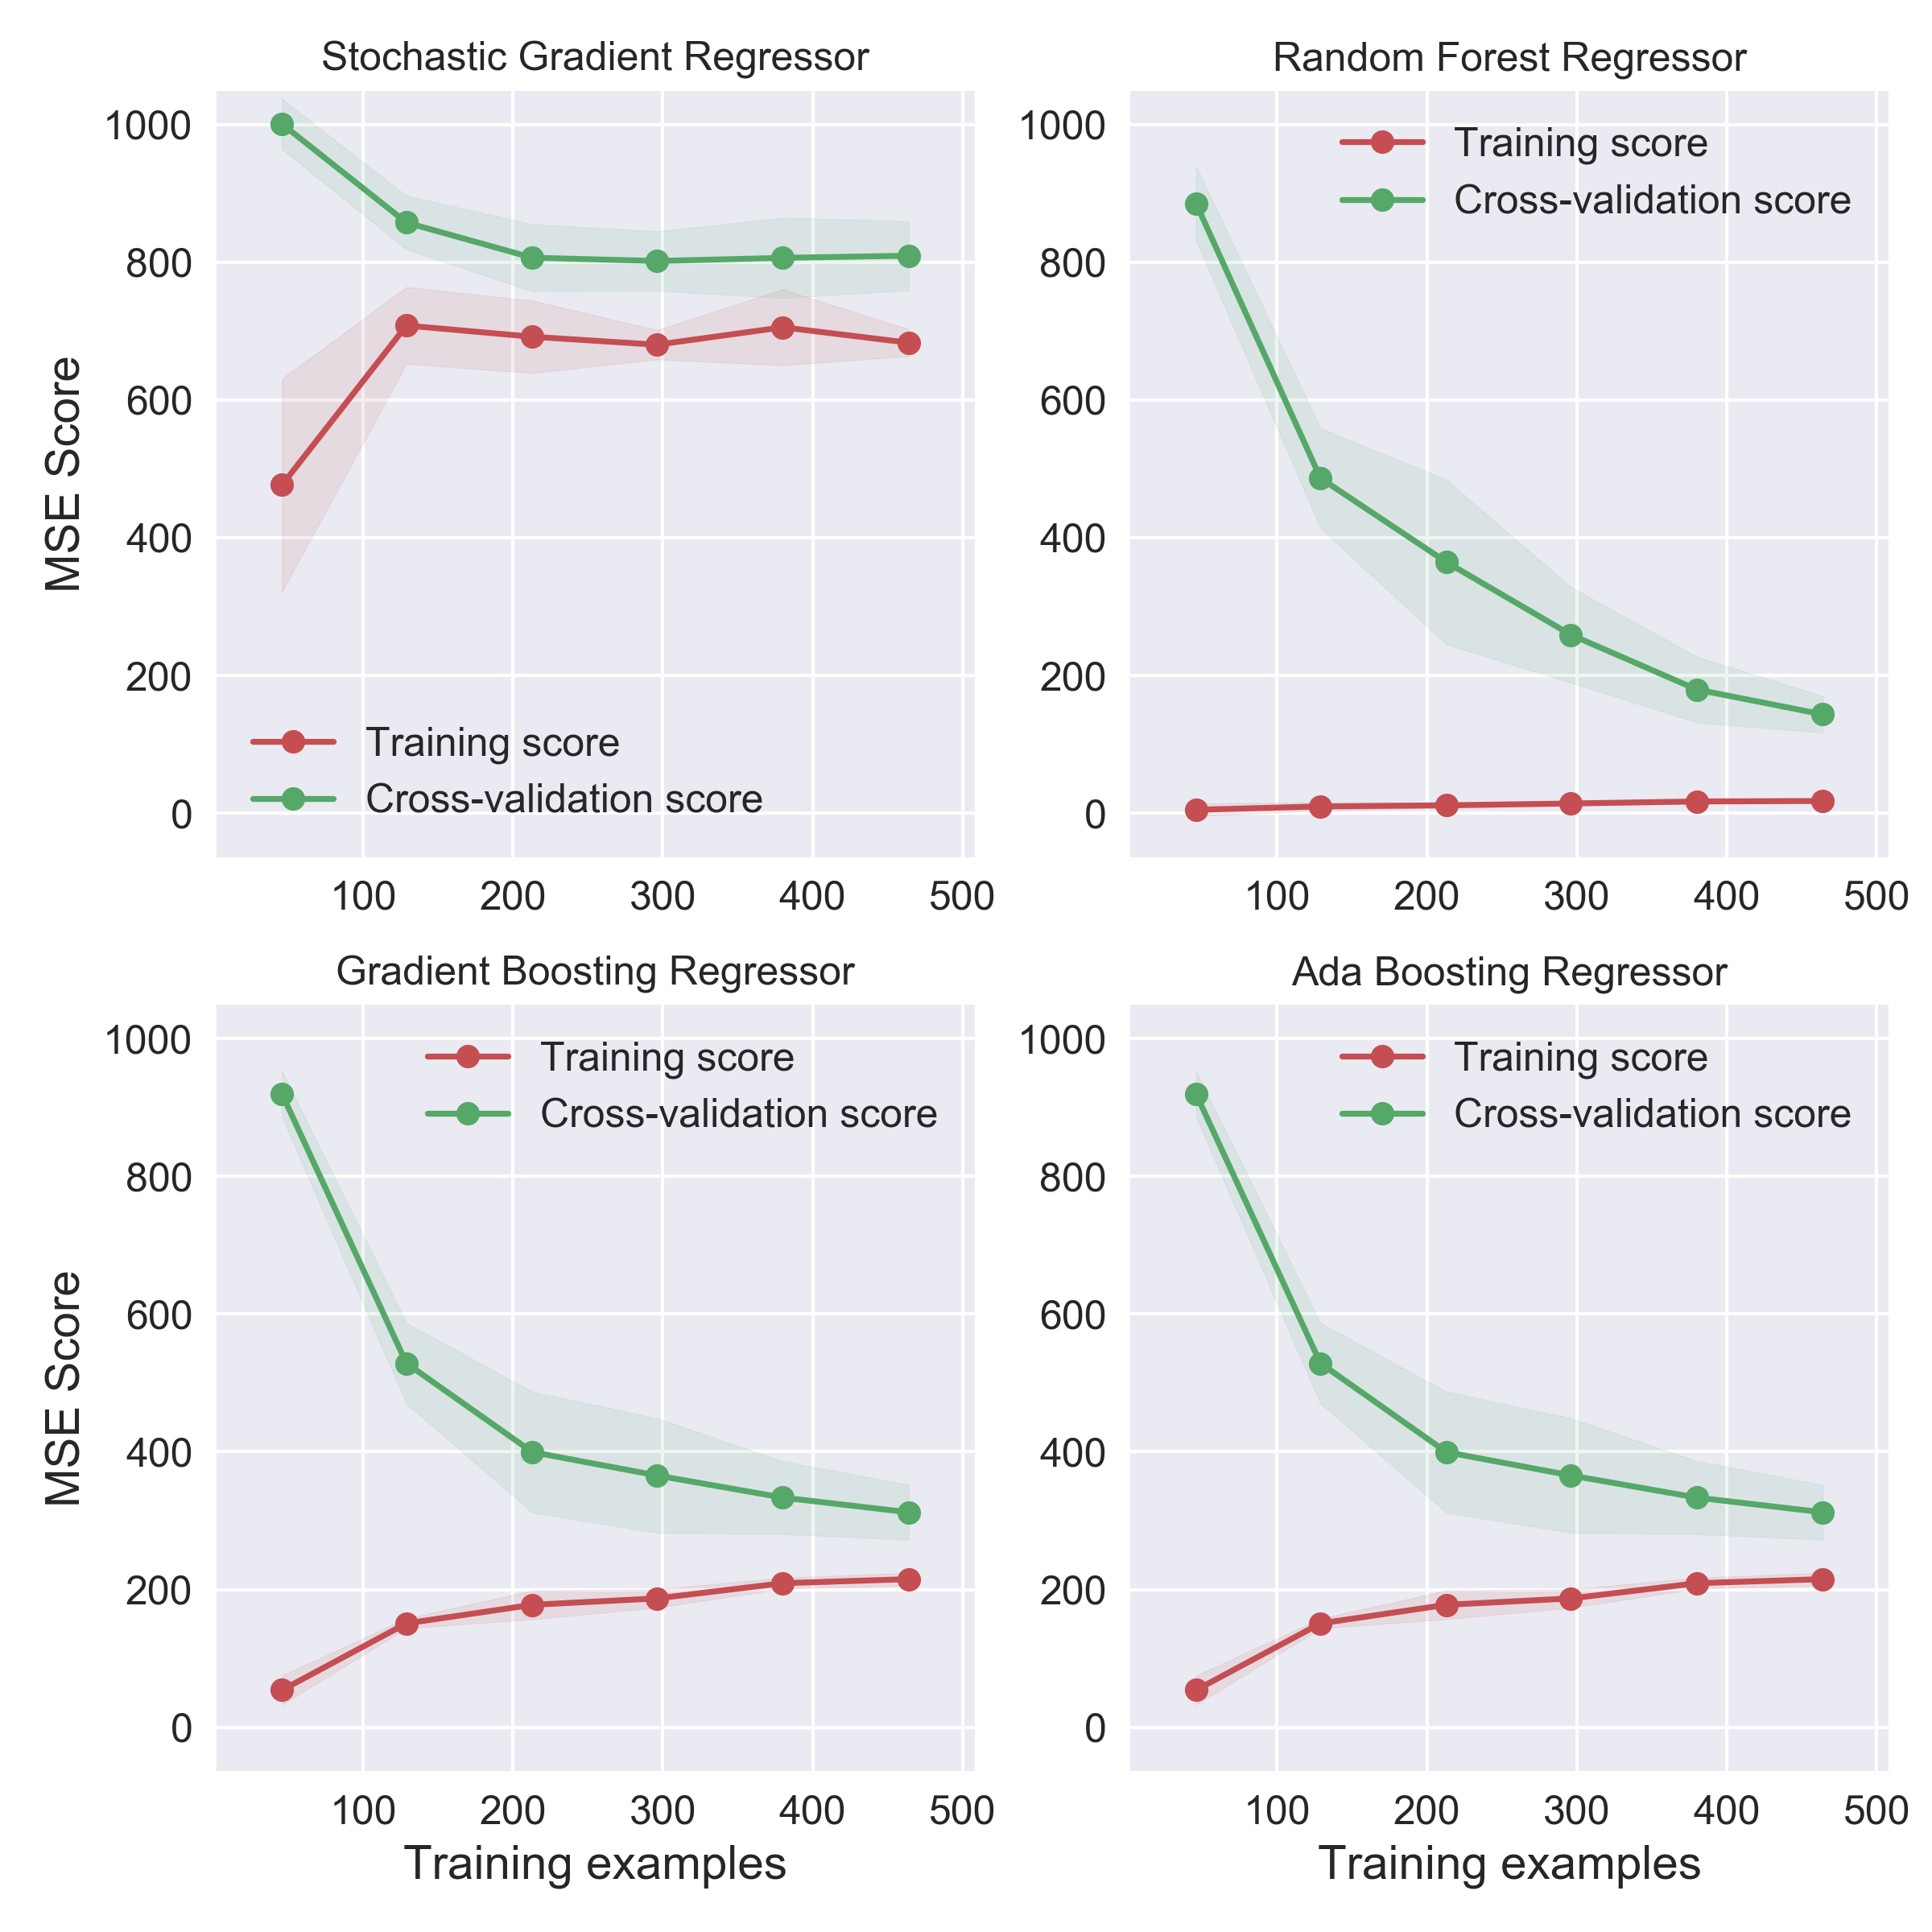 Stochastic Gradient Regressor
MSE Score
1000
800
600
400
200
0
Training score
Cross-validation score
100 200 300 400 500
Random Forest Regressor
1000
800
600
400
200
0
Training score
Cross-validation score
100 200 300 400 500
Gradient Boosting Regressor
MSE Score
1000
800
600
400
200
0
Training score
Cross-validation score
100 200 300 400 500
Training examples
Ada Boosting Regressor
1000
800
600
400
200
0
Training score
Cross-validation score
100 200 300 400 500
Training examples